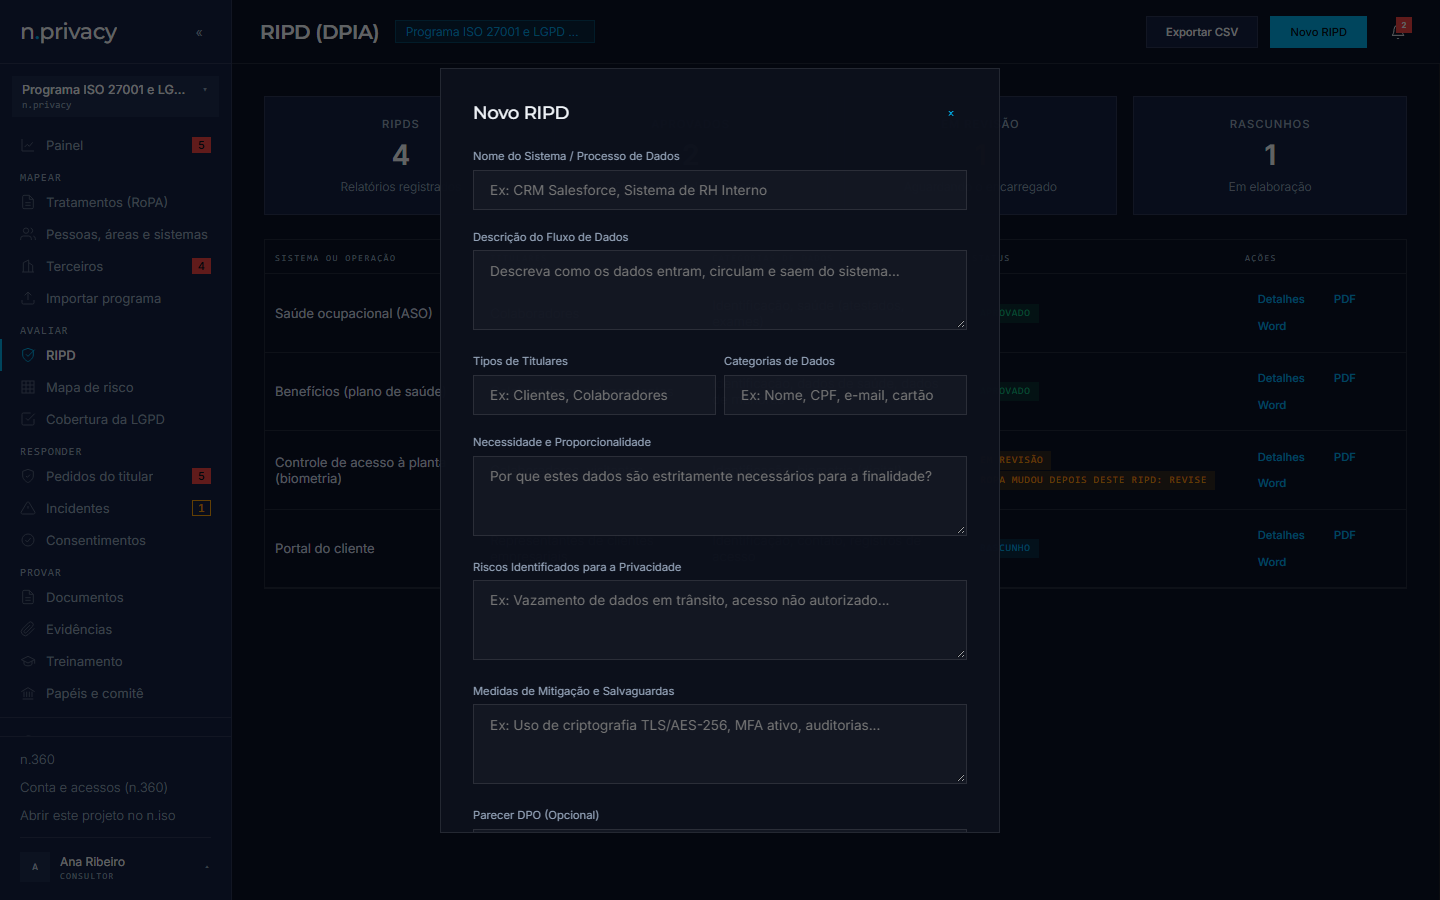 n.privacy
«
Programa ISO 27001 e LG...
n.privacy
Painel
5
MAPEAR
Tratamentos (RoPA)
Pessoas, áreas e sistemas
Terceiros
4
Importar programa
AVALIAR
RIPD
Mapa de risco
Cobertura da LGPD
RESPONDER
Pedidos do titular
5
Incidentes
1
Consentimentos
PROVAR
Documentos
Evidências
Treinamento
Papéis e comitê
n.360
Conta e acessos (n.360)
Abrir este projeto no n.iso
A
Ana Ribeiro
CONSULTOR
RIPD (DPIA)
Programa ISO 27001 e LGPD ...
Exportar CSV
Novo RIPD
2
RIPDS
4
Relatórios registra
ÃO
carregado
RASCUNHOS
1
Em elaboração
SISTEMA OU OPERAÇÃO
US
AÇÕES
Saúde ocupacional (ASO)
OVADO
Detalhes
PDF
Word
Benefícios (plano de saúde
OVADO
Detalhes
PDF
Word
Controle de acesso à plant
(biometria)
REVISÃO
A MUDOU DEPOIS DESTE RIPD: REVISE
Detalhes
PDF
Word
Portal do cliente
CUNHO
Detalhes
PDF
Word
Novo RIPD
x
Nome do Sistema / Processo de Dados
Ex: CRM Salesforce, Sistema de RH Interno
Descrição do Fluxo de Dados
Descreva como os dados entram, circulam e saem do sistema...
Tipos de Titulares
Categorias de Dados
Ex: Clientes, Colaboradores
Ex: Nome, CPF, e-mail, cartão
Necessidade e Proporcionalidade
Por que estes dados são estritamente necessários para a finalidade?
Riscos Identificados para a Privacidade
Ex: Vazamento de dados em trânsito, acesso não autorizado...
Medidas de Mitigação e Salvaguardas
Ex: Uso de criptografia TLS/AES-256, MFA ativo, auditorias...
Parecer DPO (Opcional)